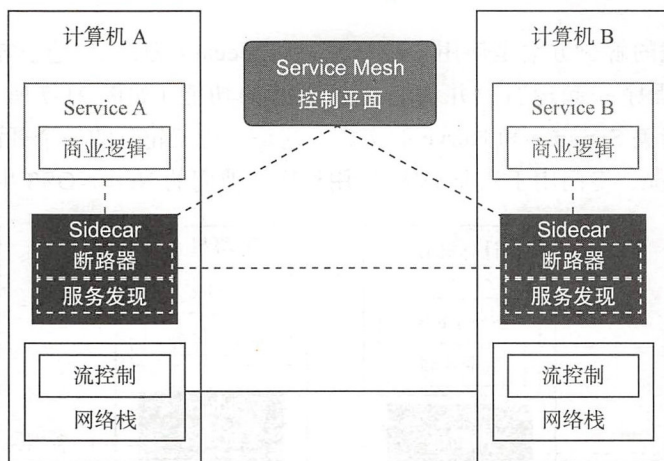 计算机 A
Service A
商业逻辑
Sidecar
断路器
服务发现
流控制
网络栈
Service Mesh
控制平面
计算机 B
Service B
商业逻辑
Sidecar
断路器
服务发现
流控制
网络栈